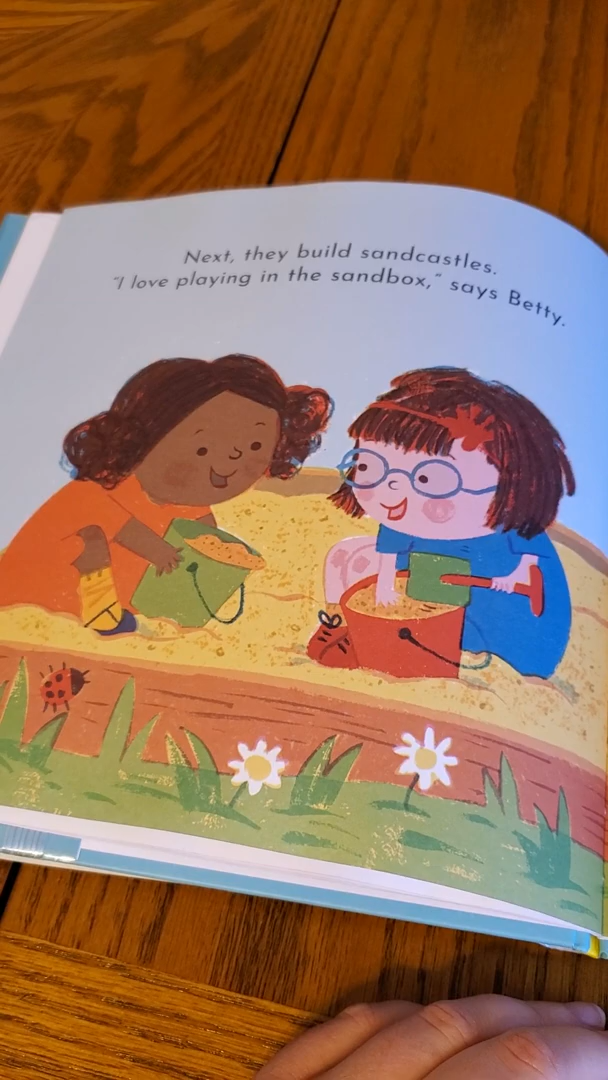 Next, they build sandcastles.
"I love playing in the sandbox," says Betty.